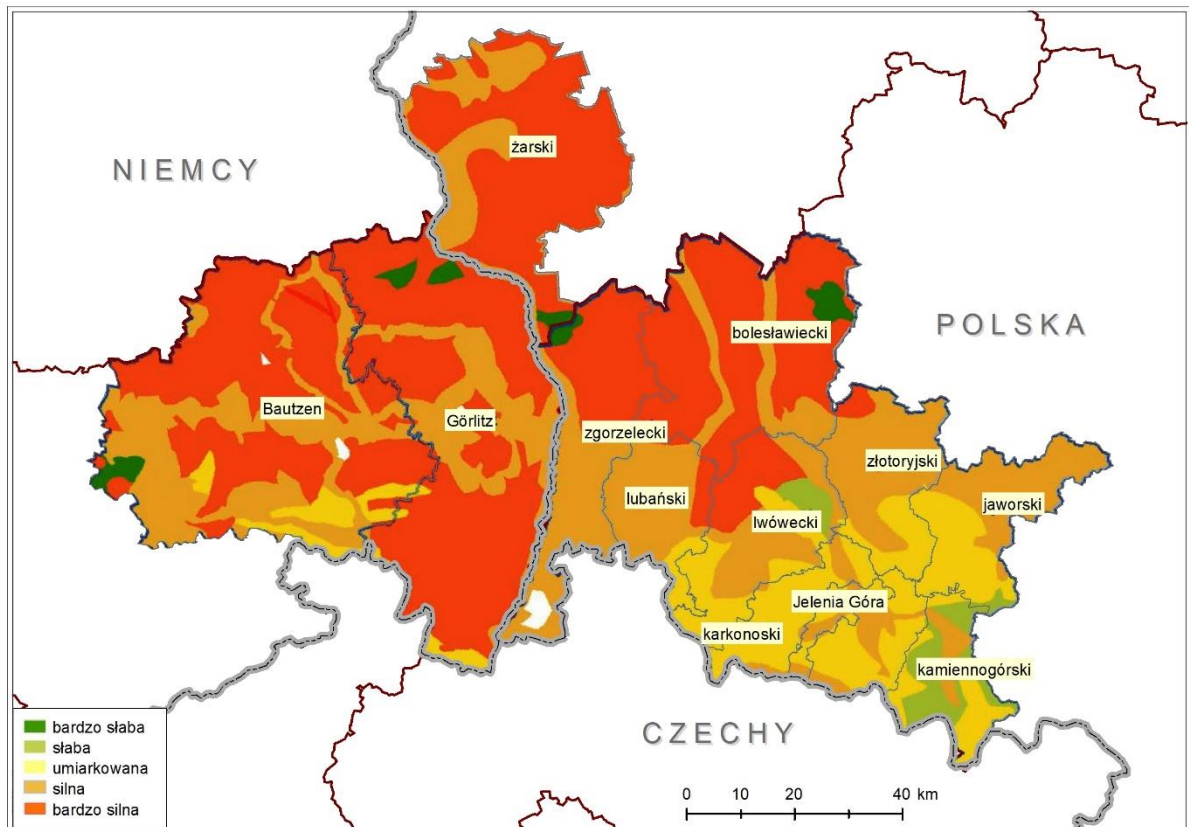 żarski
NIEMCY
bolesławiecki
POLSKA
Bautzen
Görlitz
zgorzelecki
złotoryjski
lubański
jaworski
lwówecki
Jelenia Góra
karkonoski
kamiennogórski
CZECHY
bardzo słaba
słaba
umiarkowana
silna
bardzo silna
0 10 20 40 km